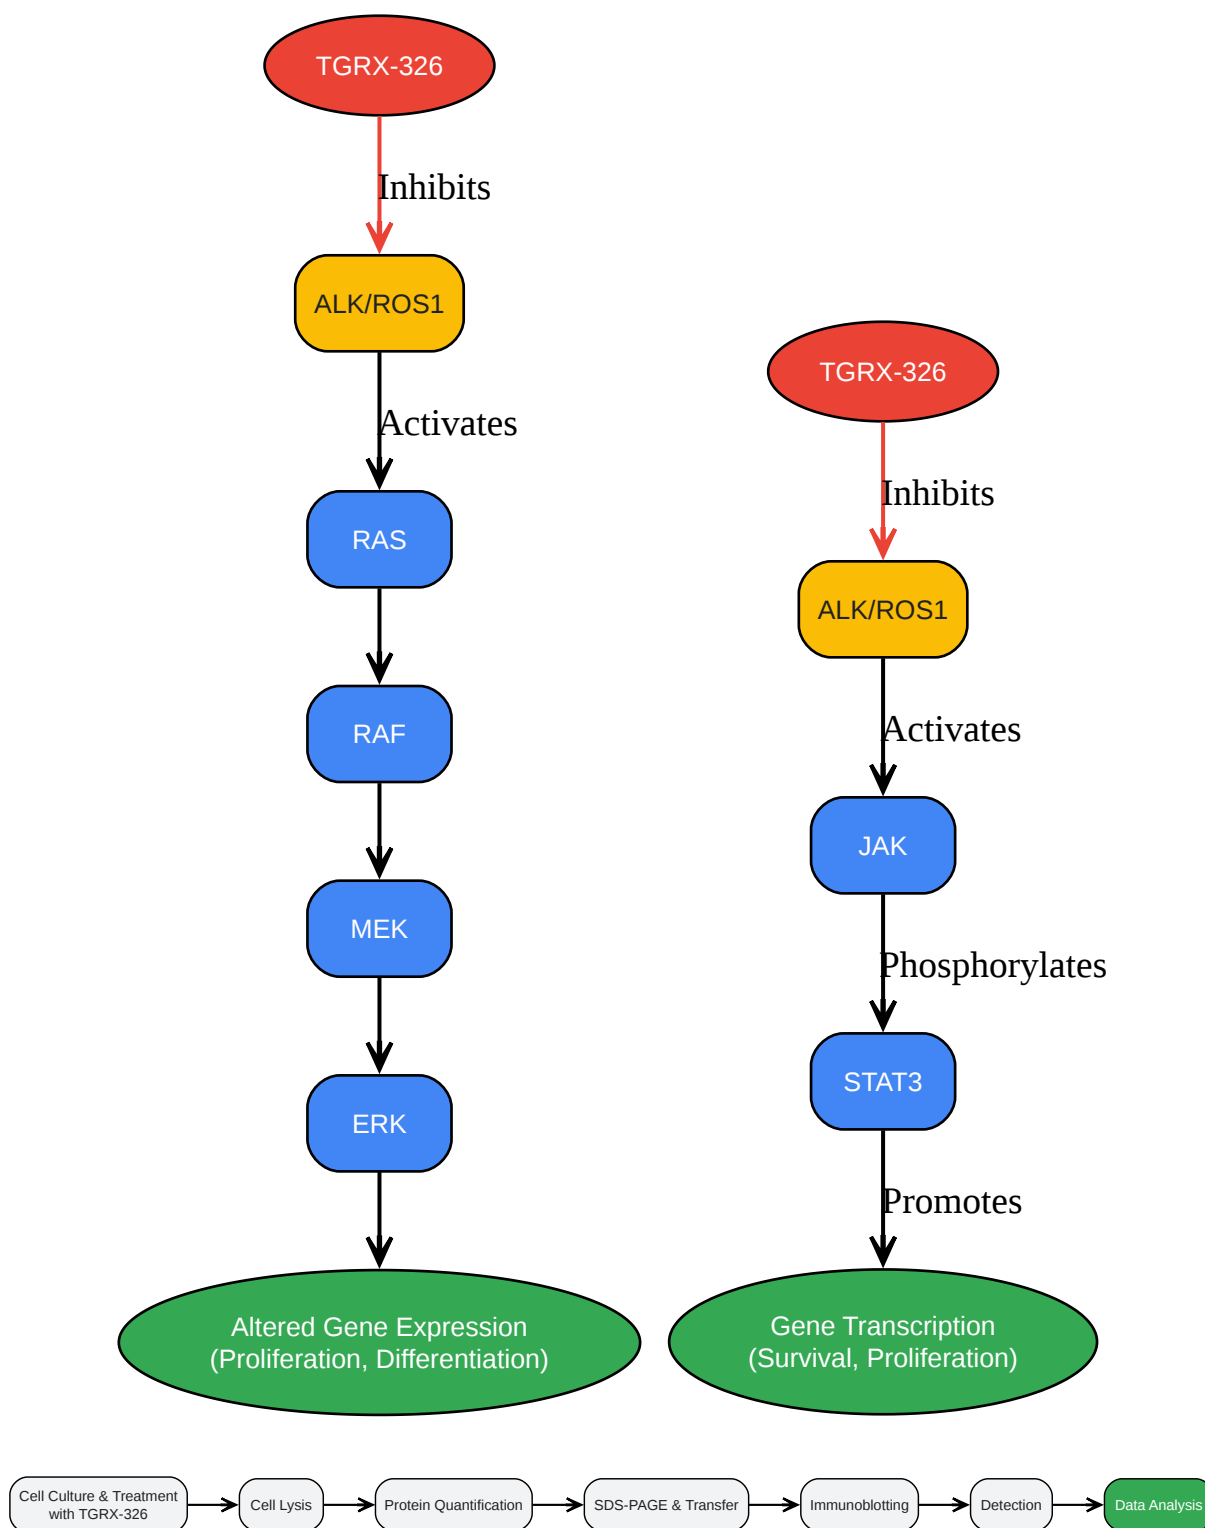 TGRX-326
Inhibits
ALK/ROS1
Activates
RAS
RAF
MEK
ERK
Altered Gene Expression
(Proliferation, Differentiation)
TGRX-326
Inhibits
ALK/ROS1
Activates
JAK
Phosphorylates
STAT3
Promotes
Gene Transcription
(Survival, Proliferation)
Cell Culture & Treatment
with TGRX-326
Cell Lysis
Protein Quantification
SDS-PAGE & Transfer
Immunoblotting
Detection
Data Analysis